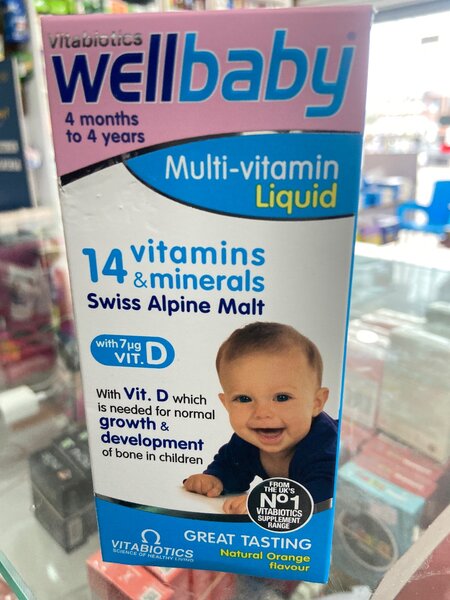 Vitabiotics
wellbaby®
4 months
to 4 years
Multi-vitamin
Liquid
14 vitamins
& minerals
Swiss Alpine Malt
with 7µg
VIT. D
With Vit. D which
is needed for normal
growth &
development
of bone in children
FROM
THE UK'S
Nº1
VITABIOTICS
SUPPLEMENT
RANGE
VITABIOTICS
SCIENCE OF HEALTHY LIVING
GREAT TASTING
Natural Orange
flavour